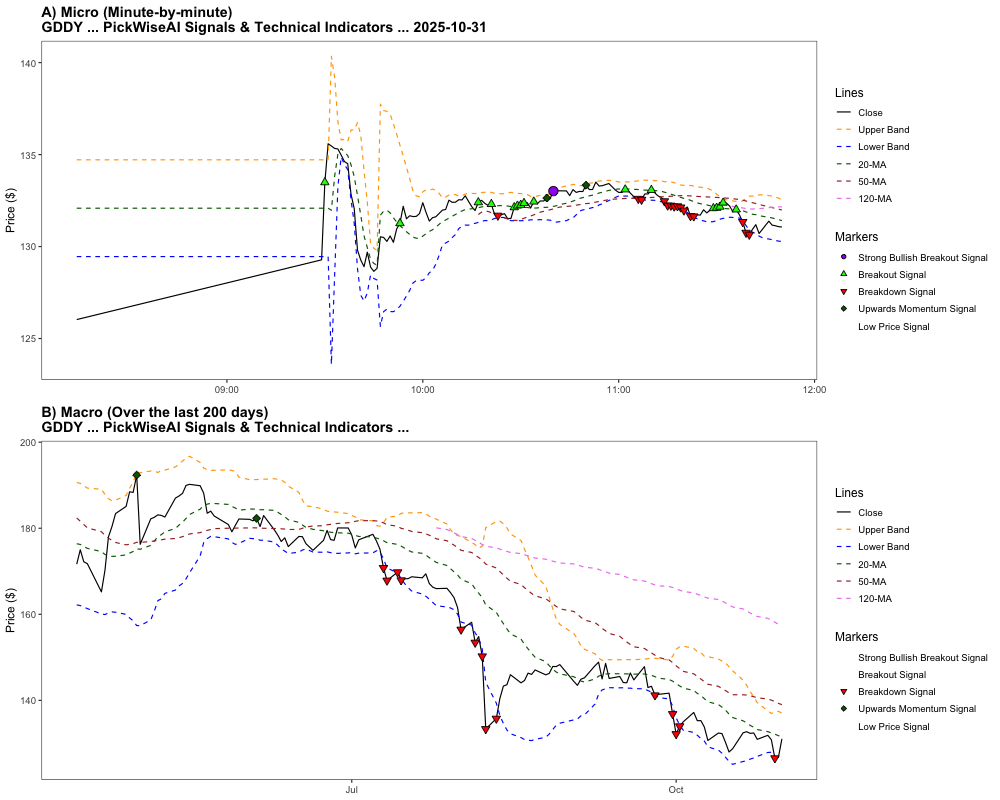 A) Micro (Minute-by-minute)
GDDY ... PickWiseAI Signals & Technical Indicators ... 2025-10-31
Price ($)
140
135
130
125
09:00
10:00
11:00
12:00
Lines
Close
Upper Band
Lower Band
20-MA
50-MA
120-MA
Markers
Strong Bullish Breakout Signal
Breakout Signal
Breakdown Signal
Upwards Momentum Signal
Low Price Signal
B) Macro (Over the last 200 days)
GDDY ... PickWiseAI Signals & Technical Indicators ...
Price ($)
200
180
160
140
Jul
Oct
Lines
Close
Upper Band
Lower Band
20-MA
50-MA
120-MA
Markers
Strong Bullish Breakout Signal
Breakout Signal
Breakdown Signal
Upwards Momentum Signal
Low Price Signal